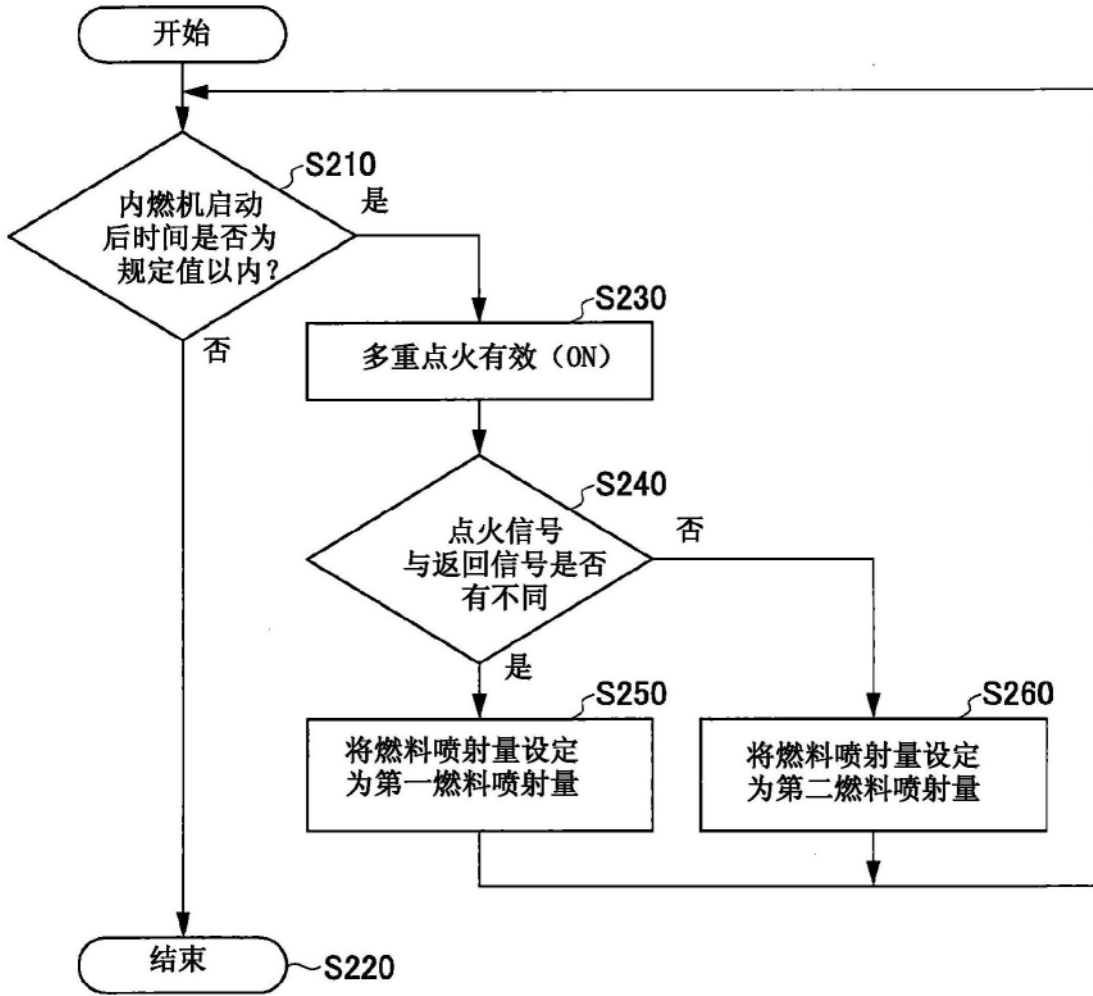 开始
S210
内燃机启动
后时间是否为
规定值以内?
是
否
S230
多重点火有效（ON）
S240
点火信号
与返回信号是否
有不同
否
是
S250
将燃料喷射量设定
为第一燃料喷射量
S260
将燃料喷射量设定
为第二燃料喷射量
结束
S220